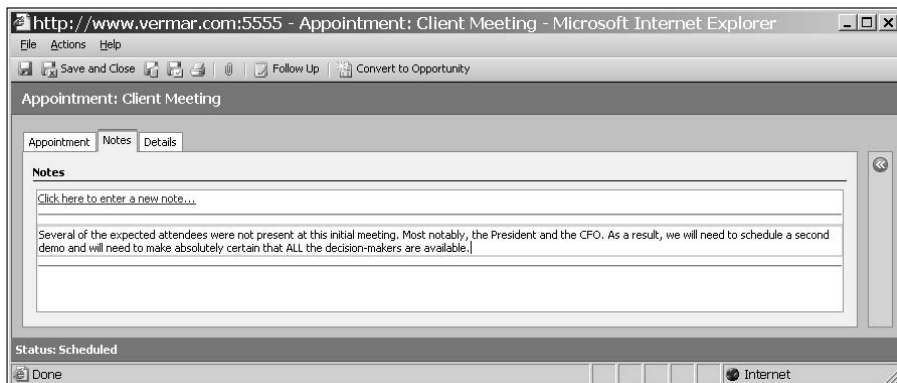 http://www.vermar.com:5555 - Appointment: Client Meeting - Microsoft Internet Explorer
File Actions Help
Save and Close Follow Up Convert to Opportunity
Appointment: Client Meeting
Appointment Notes Details
Notes
Click here to enter a new note...
Several of the expected attendees were not present at this initial meeting. Most notably, the President and the CFO. As a result, we will need to schedule a second
demo and will need to make absolutely certain that ALL the decision-makers are available.
Status: Scheduled
Done Internet